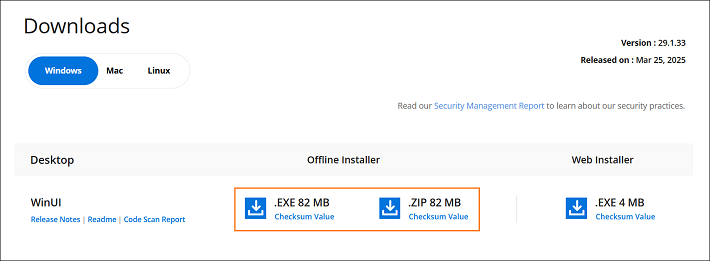 Downloads
Version : 29.1.33
Windows Mac Linux
Released on : Mar 25, 2025
Read our Security Management Report to learn about our security practices.
Desktop Offline Installer Web Installer
WinUI .EXE 82 MB .ZIP 82 MB .EXE 4 MB
Release Notes | Readme | Code Scan Report Checksum Value Checksum Value Checksum Value